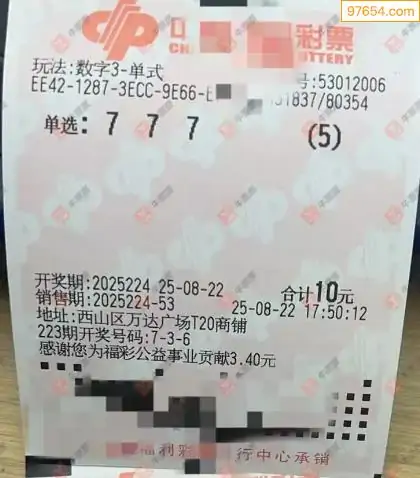 97654.com
中 彩票
CH LOTTERY
玩法:数字3-单式
号:53012006
EE42-1287-3ECC-9E66-E
31837/80354
单选: 7 7 7 (5)
开奖期:2025224 25-08-22 合计10元
销售期:2025224-53 25-08-22 17:50:12
地址:西山区万达广场T20商铺
223期开奖号码:7-3-6
感谢您为福彩公益事业贡献3.40元
福利彩 行中心承销